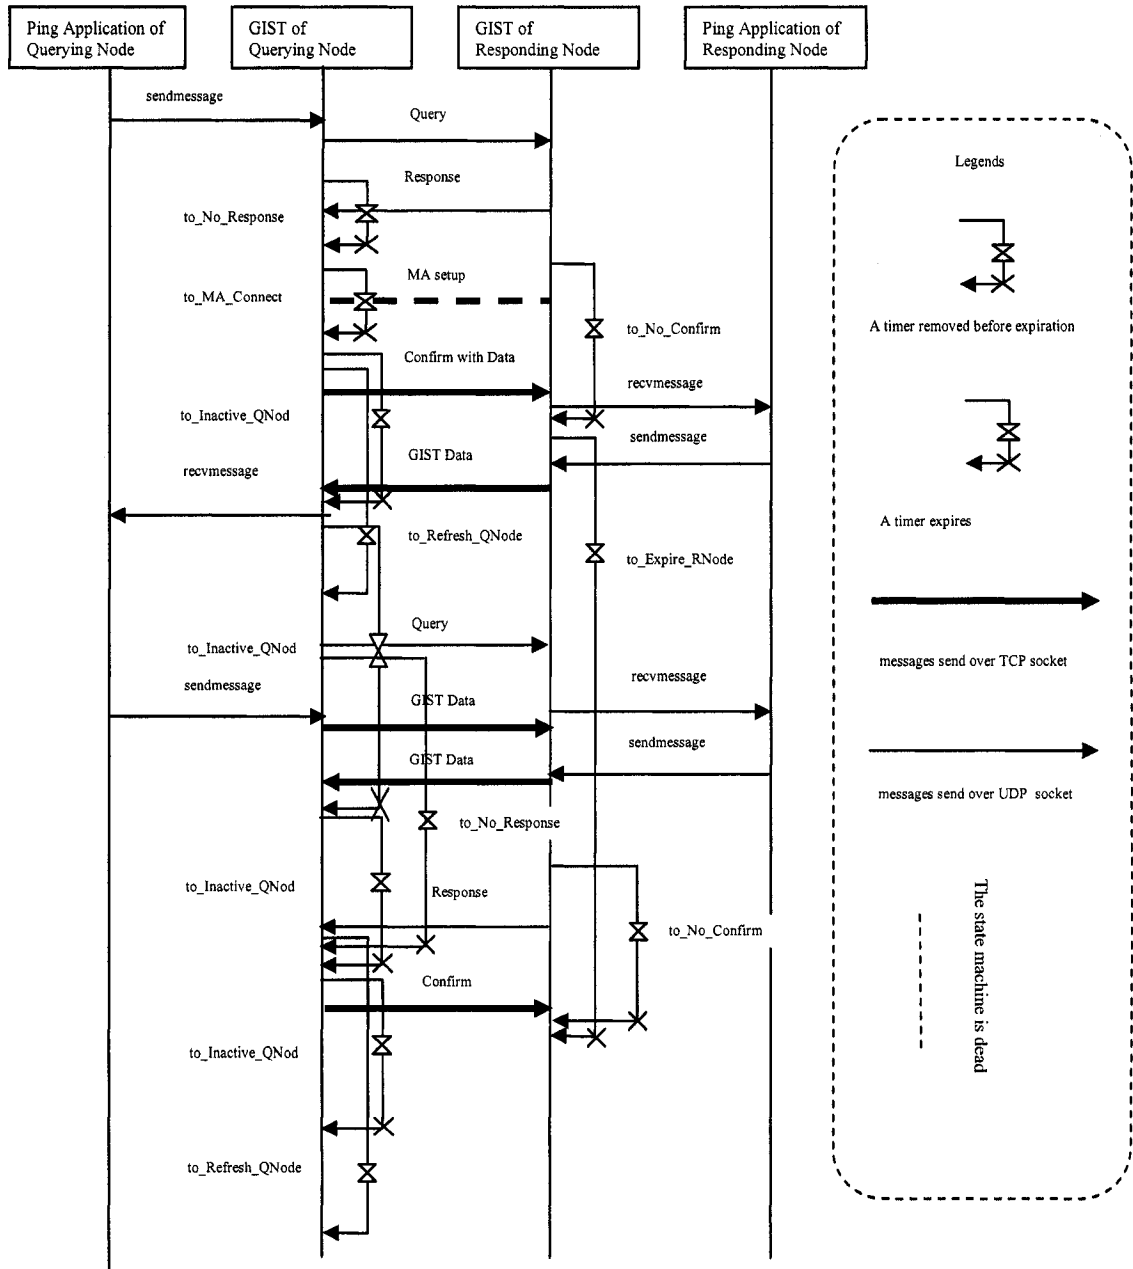 Ping Application of
Querying Node
GIST of
Querying Node
GIST of
Responding Node
Ping Application of
Responding Node
sendmessage
Query
Response
to_No_Response
MA setup
to_MA_Connect
to_No_Confirm
Confirm with Data
recvmessage
to_Inactive_QNod
sendmessage
GIST Data
recvmessage
to_Refresh_QNode
to_Expire_RNode
Query
to_Inactive_QNod
sendmessage
recvmessage
GIST Data
sendmessage
GIST Data
to_No_Response
to_Inactive_QNod
Response
to_No_Confirm
Confirm
to_Inactive_QNod
to_Refresh_QNode
Legends
A timer removed before expiration
A timer expires
messages send over TCP socket
messages send over UDP socket
The state machine is dead